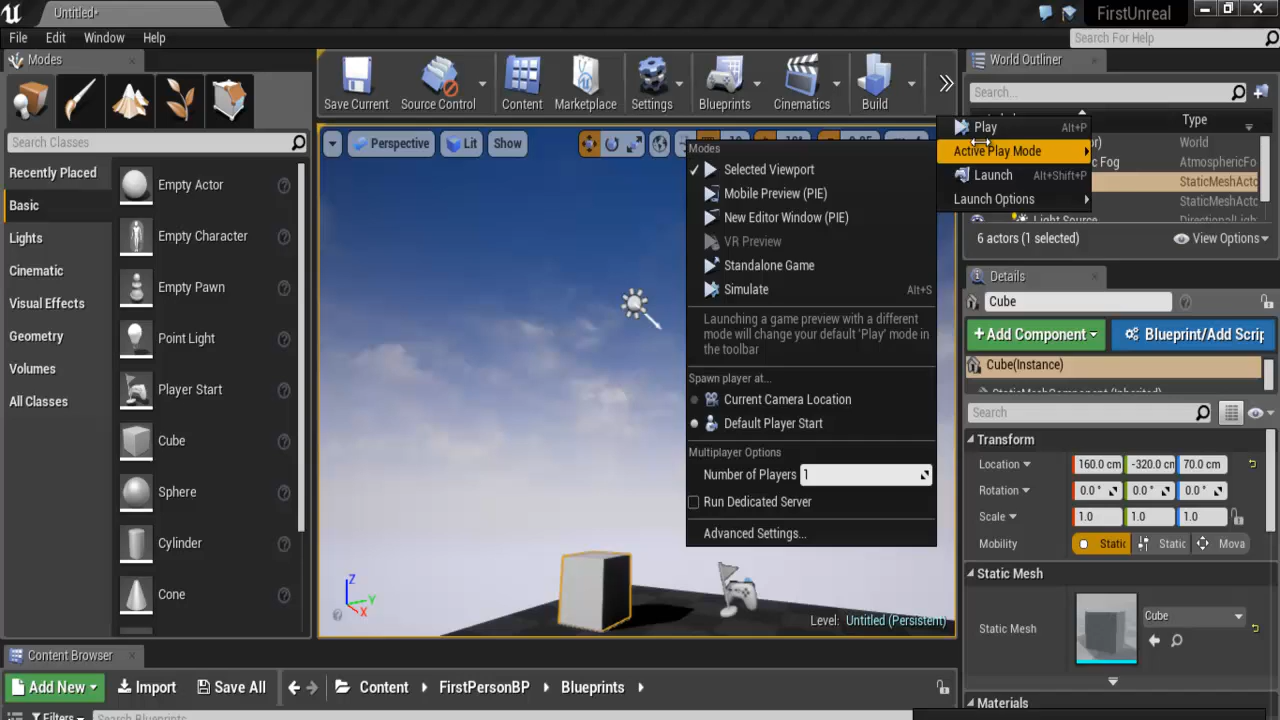 Untitled*
FirstUnreal
File Edit Window Help
Search For Help
Modes
Search Classes
Recently Placed
Basic
Lights
Cinematic
Visual Effects
Geometry
Volumes
All Classes
Empty Actor
Empty Character
Empty Pawn
Point Light
Player Start
Cube
Sphere
Cylinder
Cone
Save Current
Source Control
Content
Marketplace
Settings
Blueprints
Cinematics
Build
Perspective
Lit
Show
Modes
Selected Viewport
Mobile Preview (PIE)
New Editor Window (PIE)
VR Preview
Standalone Game
Simulate Alt+S
Launching a game preview with a different
mode will change your default 'Play' mode in
the toolbar
Spawn player at...
Current Camera Location
Default Player Start
Multiplayer Options
Number of Players 1
Run Dedicated Server
Advanced Settings...
Play Alt+P
Active Play Mode
Launch Alt+Shift+P
Launch Options
Z
Y
X
Level: Untitled (Persistent)
World Outliner
Search...
Type
World
Fog AtmosphericFo
StaticMeshActo
StaticMeshActo
Light Source DirectionalLigh
6 actors (1 selected)
View Options
Details
Cube
+Add Component
Blueprint/Add Scrip
Cube(Instance)
StaticMeshComponent (Inherited)
Search
Transform
Location 160.0 cm -320.0 cm 70.0 cm
Rotation 0.0 ° 0.0 ° 0.0 °
Scale 1.0 1.0 1.0
Mobility Static Static Mova
Static Mesh
Static Mesh
Cube
Materials
Content Browser
Add New
Import
Save All
Content
FirstPersonBP
Blueprints
Filters
Search Blueprints